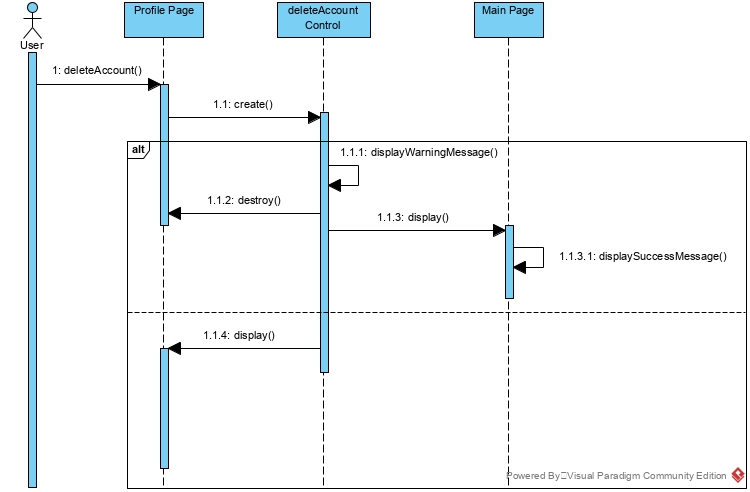 Profile Page
deleteAccount
Control
Main Page
User
1: deleteAccount()
1.1: create()
alt
1.1.1: displayWarningMessage()
1.1.2: destroy()
1.1.3: display()
1.1.3.1: displaySuccessMessage()
1.1.4: display()
Powered By Visual Paradigm Community Edition